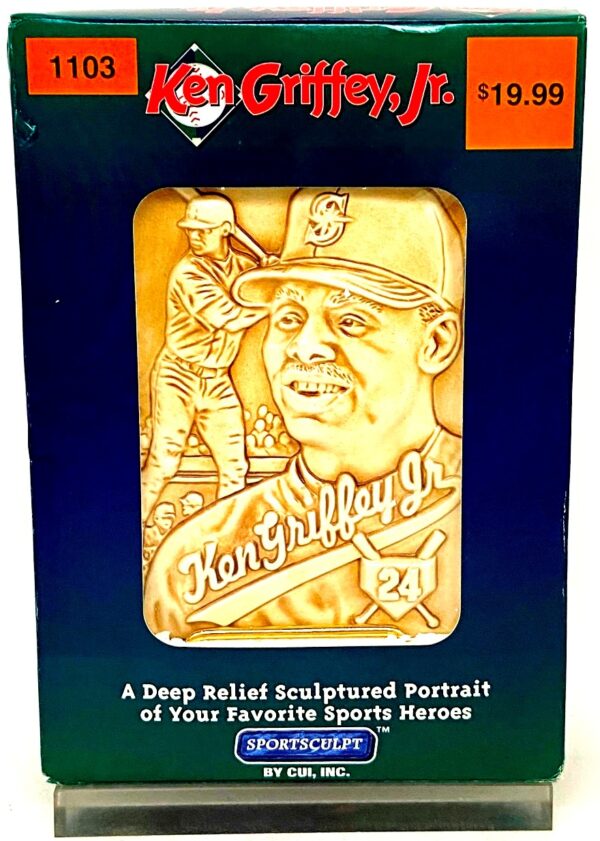 1103
Ken Griffey, Jr.
$19.99
S
Ken Griffey Jr
24
A Deep Relief Sculptured Portrait
of Your Favorite Sports Heroes
SPORTSCULPT™
BY CUI, INC.